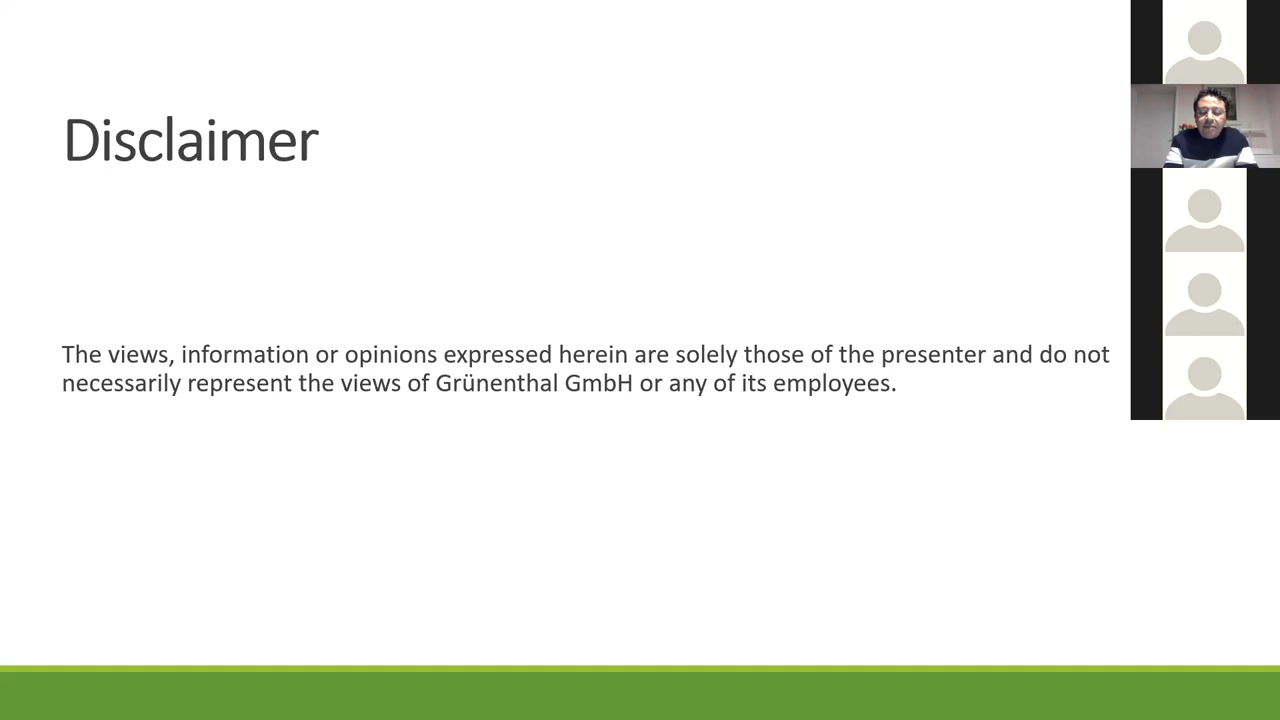 Disclaimer
The views, information or opinions expressed herein are solely those of the presenter and do not
necessarily represent the views of Grünenthal GmbH or any of its employees.